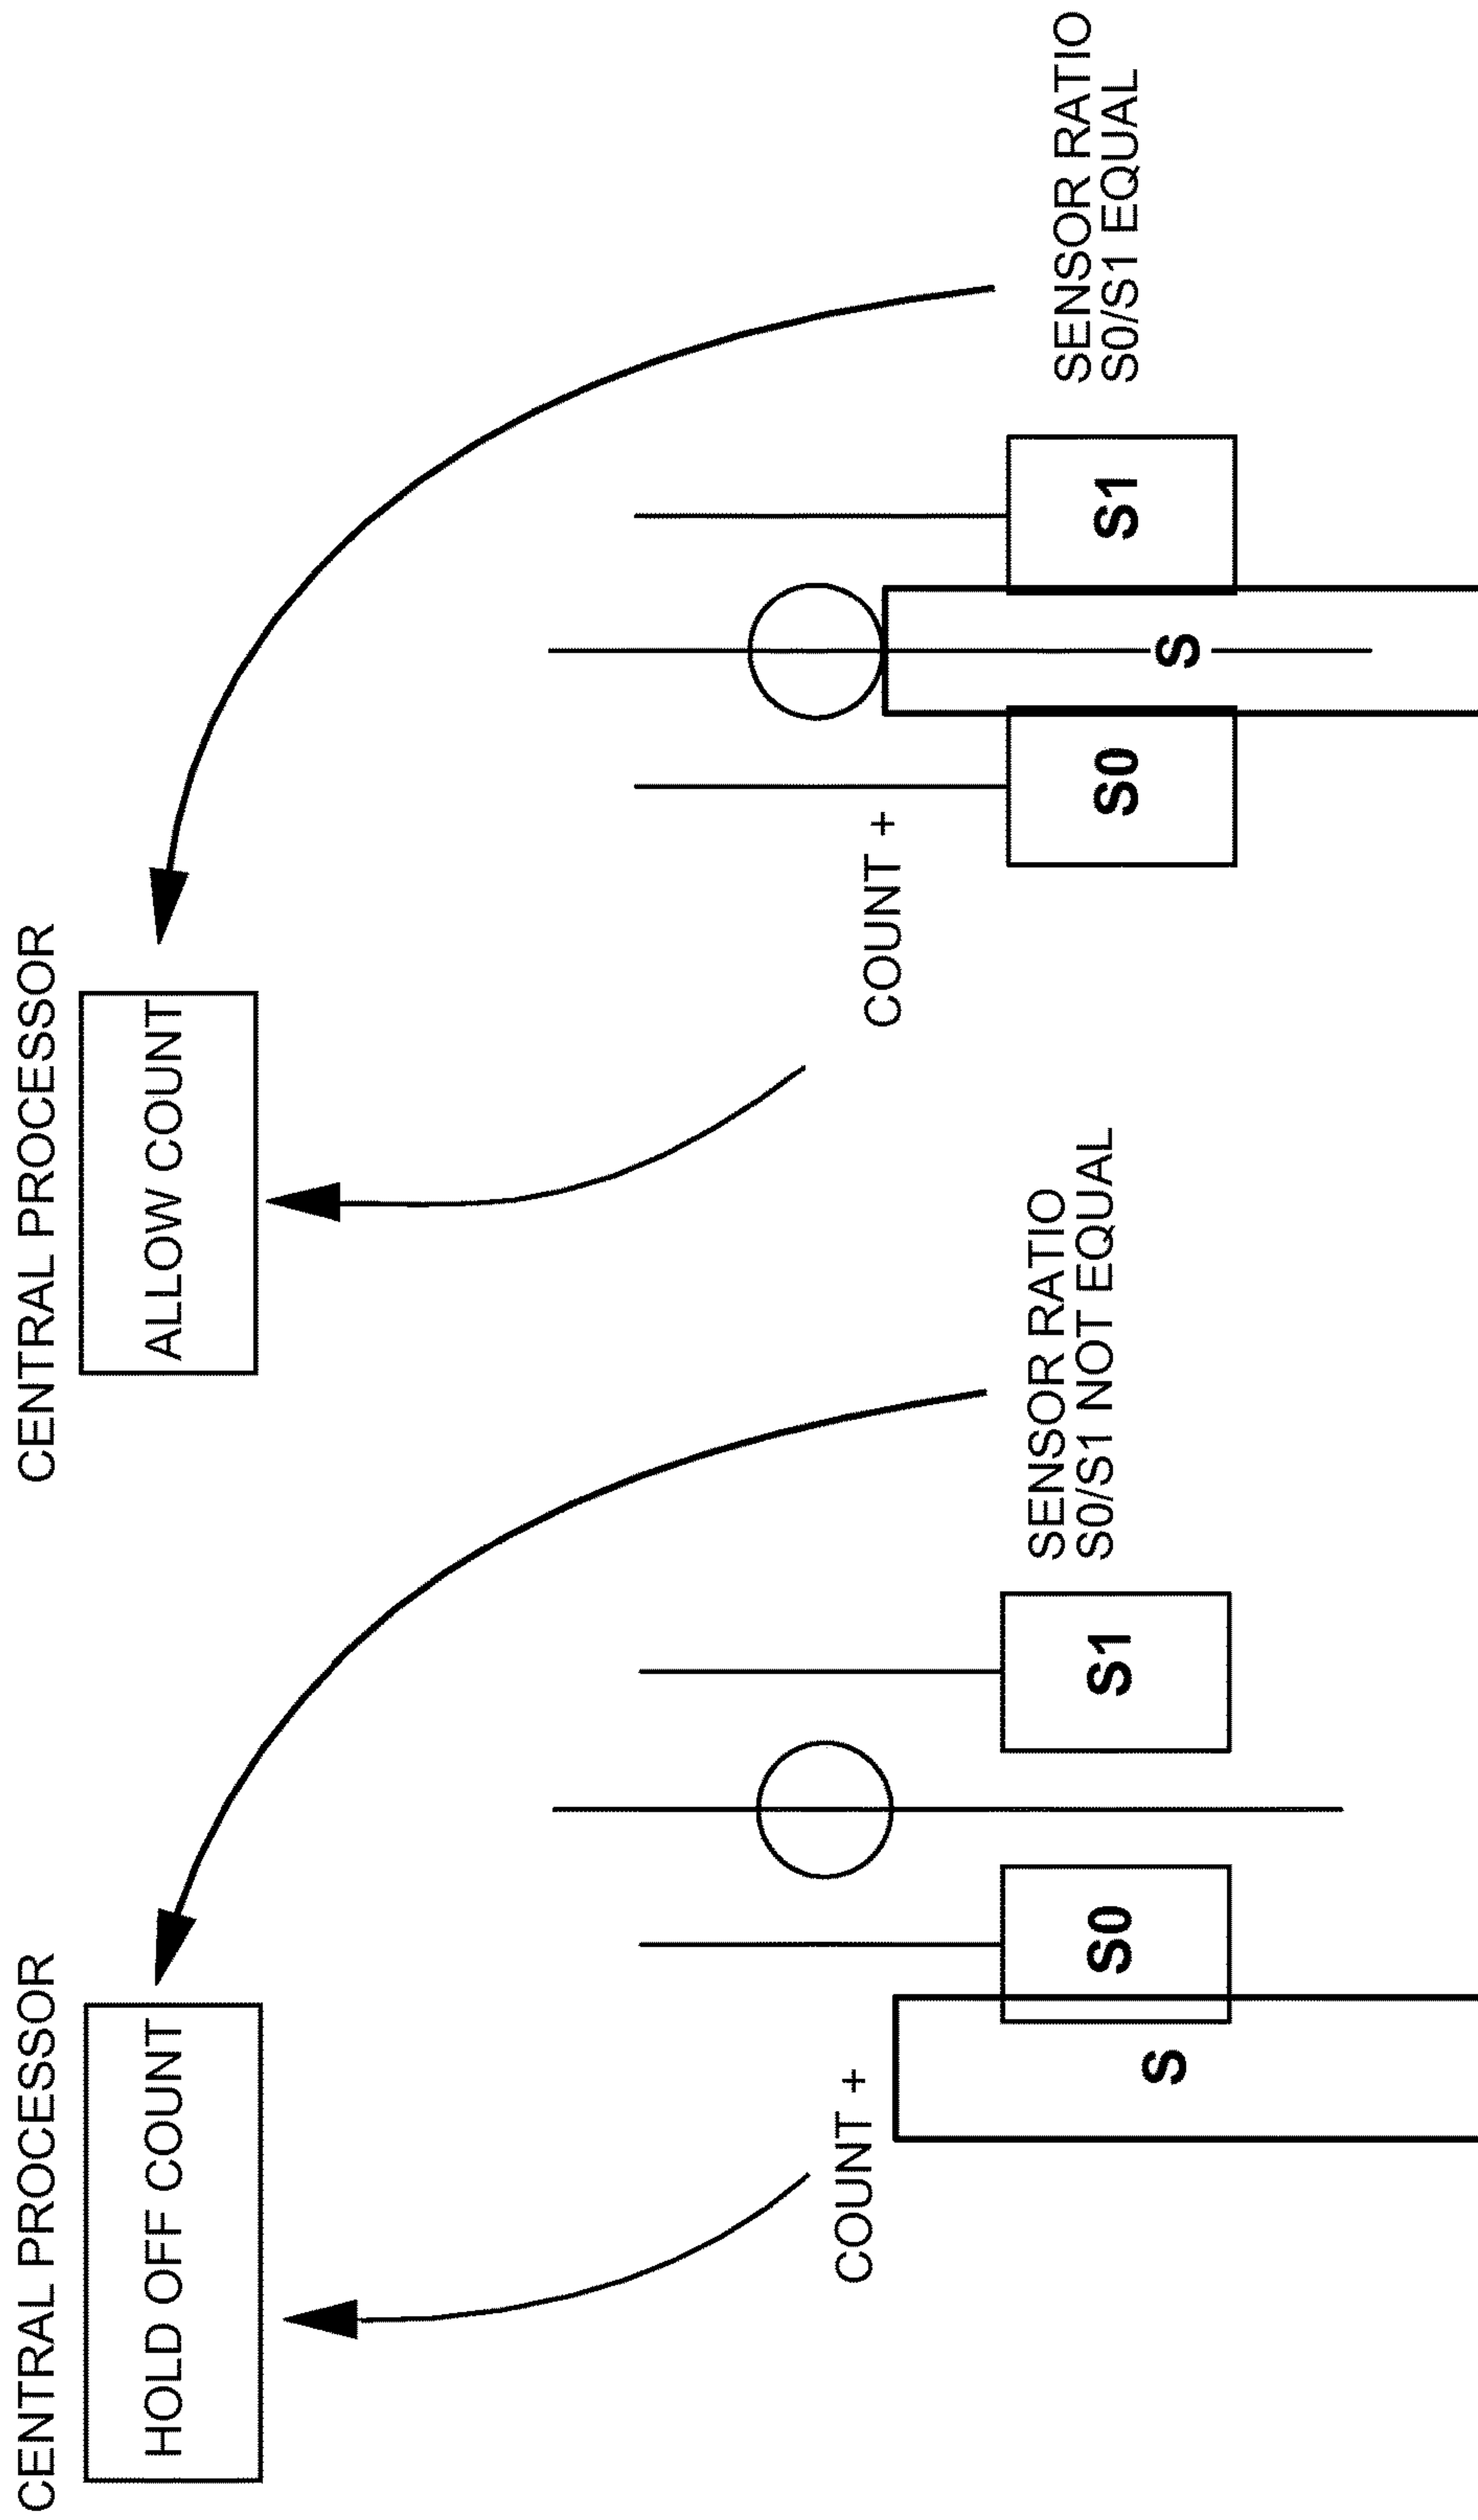 CENTRAL PROCESSOR
HOLD OFF COUNT
COUNT +
S
S0
S1
SENSOR RATIO
S0/S1 NOT EQUAL
CENTRAL PROCESSOR
ALLOW COUNT
COUNT +
S0
S
S1
SENSOR RATIO
S0/S1 EQUAL